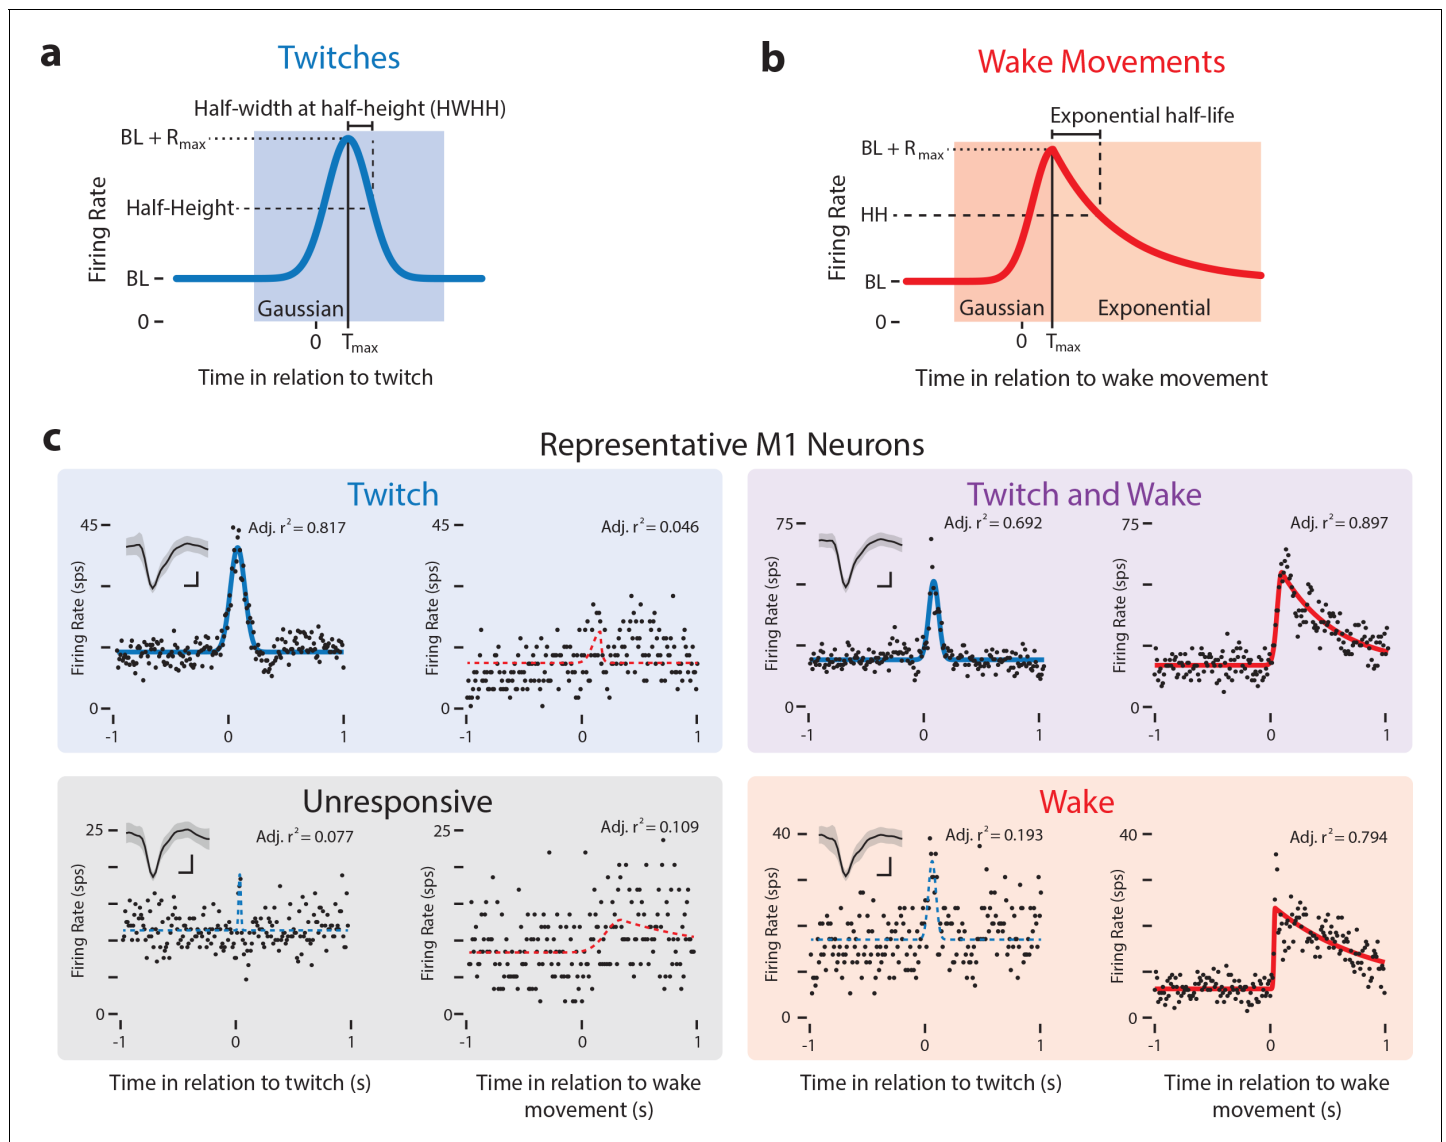 a
Twitches
Half-width at half-height (HWHH)
BL + Rmax
Half-Height
BL
0
Firing Rate
Gaussian
0
Tmax
Time in relation to twitch
b
Wake Movements
Exponential half-life
BL + Rmax
HH
BL
0
Firing Rate
Gaussian
Exponential
0
Tmax
Time in relation to wake movement
c
Representative M1 Neurons
Twitch
45
Adj. r² = 0.817
Firing Rate (sps)
0
-1 0 1
45
Adj. r² = 0.046
Firing Rate (sps)
0
-1 0 1
Twitch and Wake
75
Adj. r² = 0.692
Firing Rate (sps)
0
-1 0 1
75
Adj. r² = 0.897
Firing Rate (sps)
0
-1 0 1
Unresponsive
25
Adj. r² = 0.077
Firing Rate (sps)
0
-1 0 1
25
Adj. r² = 0.109
Firing Rate (sps)
0
-1 0 1
Wake
40
Adj. r² = 0.193
Firing Rate (sps)
0
-1 0 1
40
Adj. r² = 0.794
Firing Rate (sps)
0
-1 0 1
Time in relation to twitch (s)
Time in relation to wake
movement (s)
Time in relation to twitch (s)
Time in relation to wake
movement (s)